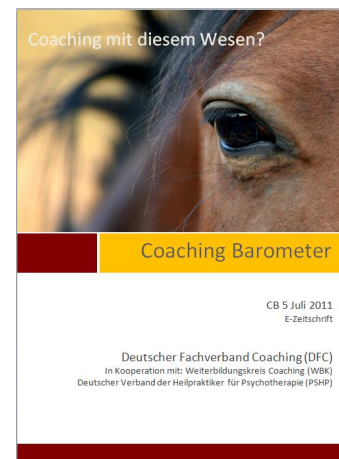 Coaching mit diesem Wesen?
Coaching Barometer
CB 5 Juli 2011
E-Zeitschrift
Deutscher Fachverband Coaching (DFC)
In Kooperation mit: Weiterbildungskreis Coaching (WBK)
Deutscher Verband der Heilpraktiker für Psychotherapie (PSHP)